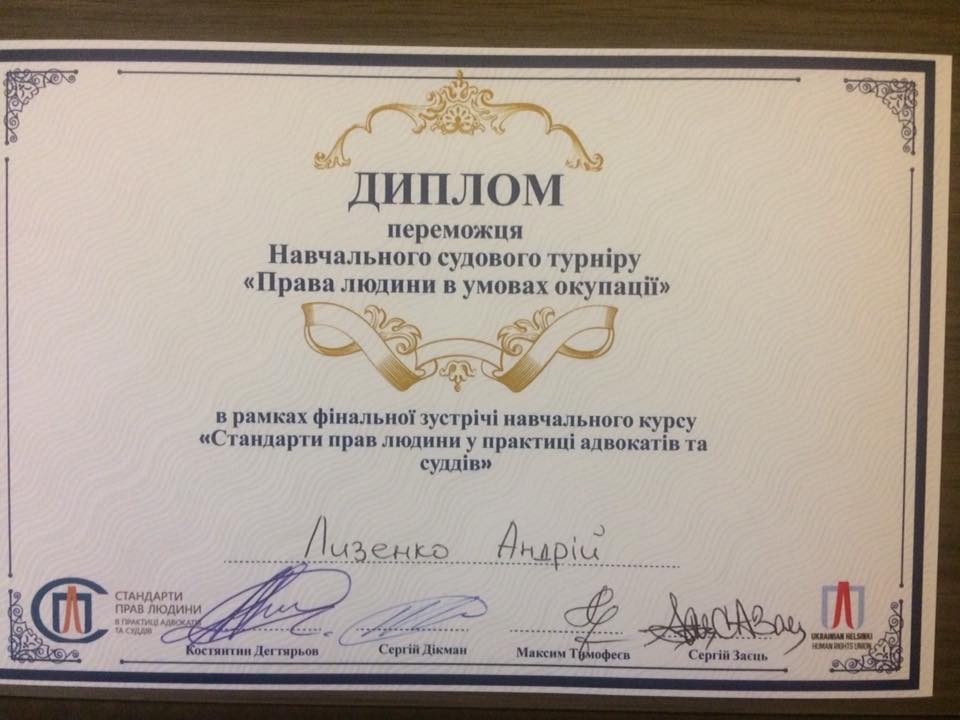 ДИПЛОМ
переможця
Навчального судового турніру
«Права людини в умовах окупації»
в рамках фінальної зустрічі навчального курсу
«Стандарти прав людини у практиці адвокатів та
суддів»
Лизенко Андрій
СТАНДАРТИ
ПРАВ ЛЮДИНИ
В ПРАКТИЦІ АДВОКАТІВ
ТА СУДДІВ
Костянтин Дегтярьов
Сергій Дікман
Максим Тимофеєв
Сергій Заєць
UKRAINIAN HELSINKI
HUMAN RIGHTS UNION